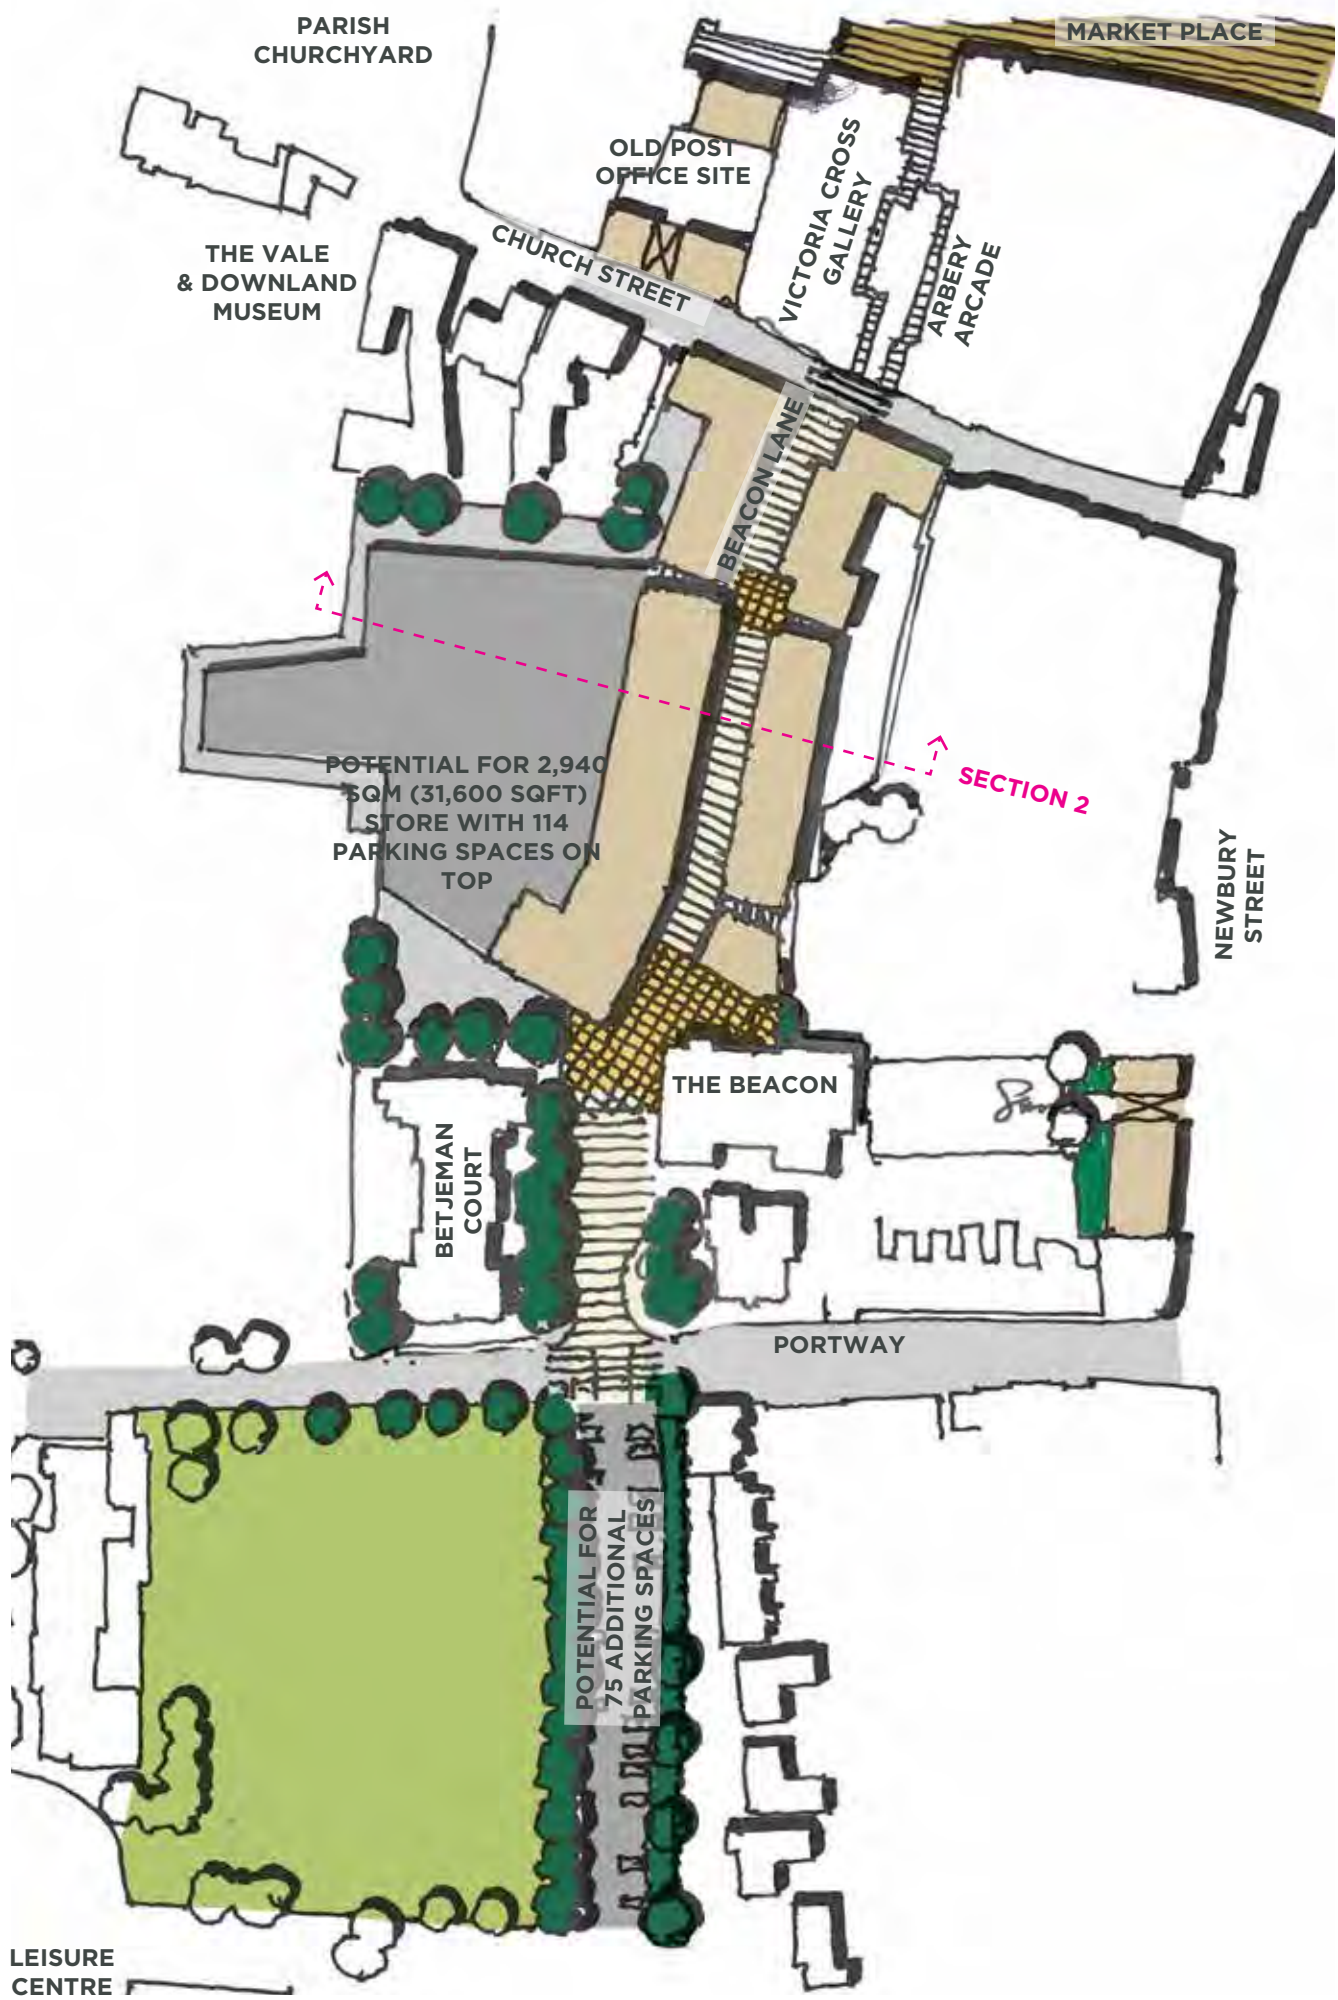 PARISH
CHURCHYARD
MARKET PLACE
OLD POST
OFFICE SITE
VICTORIA CROSS
GALLERY
ARBERY
ARCADE
CHURCH STREET
THE VALE
& DOWNLAND
MUSEUM
BEACON LANE
POTENTIAL FOR 2,940
SQM (31,600 SQFT)
STORE WITH 114
PARKING SPACES ON
TOP
SECTION 2
NEWBURY
STREET
THE BEACON
BETJEMAN
COURT
PORTWAY
POTENTIAL FOR
75 ADDITIONAL
PARKING SPACES
LEISURE
CENTRE